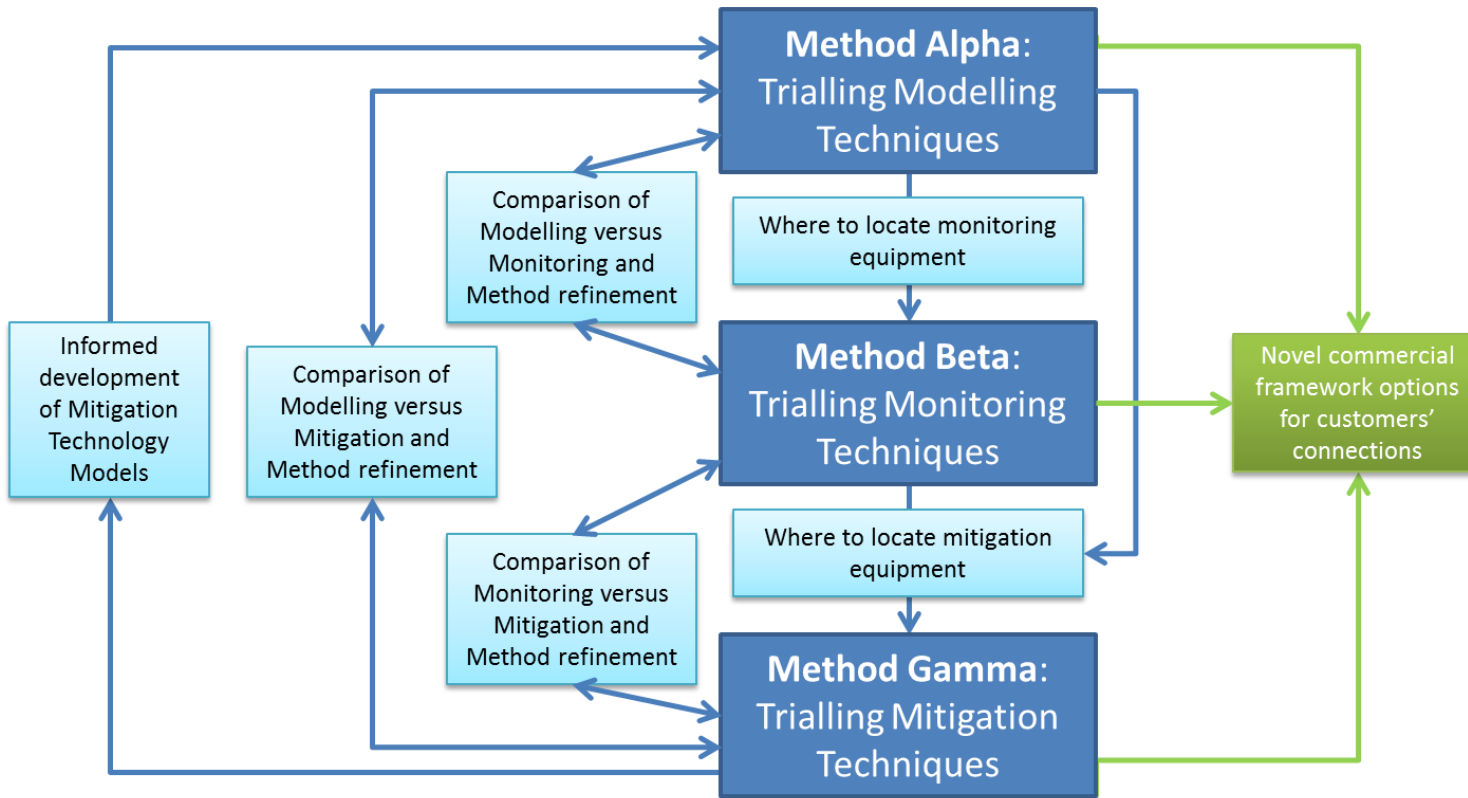 Method Alpha:
Trialling Modelling
Techniques
Comparison of
Modelling versus
Monitoring and
Method refinement
Where to locate monitoring
equipment
Informed
development
of Mitigation
Technology
Models
Comparison of
Modelling versus
Mitigation and
Method refinement
Method Beta:
Trialling Monitoring
Techniques
Novel commercial
framework options
for customers’
connections
Comparison of
Monitoring versus
Mitigation and
Method refinement
Where to locate mitigation
equipment
Method Gamma:
Trialling Mitigation
Techniques